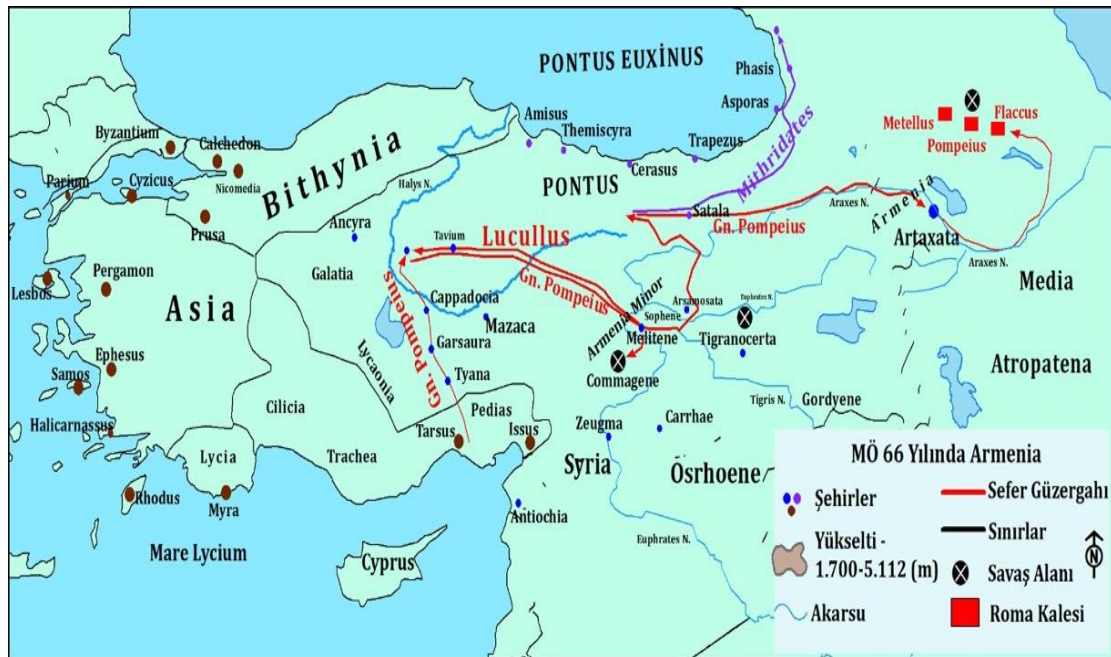 PONTUS EUXİNUS
Phasis
Asporas
Metellus
Flaccus
Pompeius
Byzantium
Calchedon
Nicomedia
Parium
Cyzicus
Prusa
Bithynia
Amisus
Themiscyra
Cerasus
Trapezus
PONTUS
Mithridates
Halys N.
Ancyra
Tavium
Galatia
Lucullus
Gn. Pompeius
Satala
Gn. Pompeius
Araxes N.
Armenia
Artaxata
Araxes N.
Media
Atropatena
Lesbos
Pergamon
Asia
Gn. Pompeius
Cappadocia
Mazaca
Garsaura
Tyana
Lycaonia
Armenia Minor
Sophene
Arsamosata
Euphrates N.
Melitene
Tigranocerta
Commagene
Tigris N.
Gordyene
Ephesus
Samos
Halicarnassus
Cilicia
Pedias
Tarsus
Issus
Zeugma
Carrhae
Lycia
Trachea
Syria
Osrhoene
Rhodus
Myra
Antiochia
Mare Lycium
Cyprus
Euphrates N.
MÖ 66 Yılında Armenia
Şehirler
Sefer Güzergahı
Yükselti -
1.700-5.112 (m)
Sınırlar
N
Savaş Alanı
Akarsu
Roma Kalesi